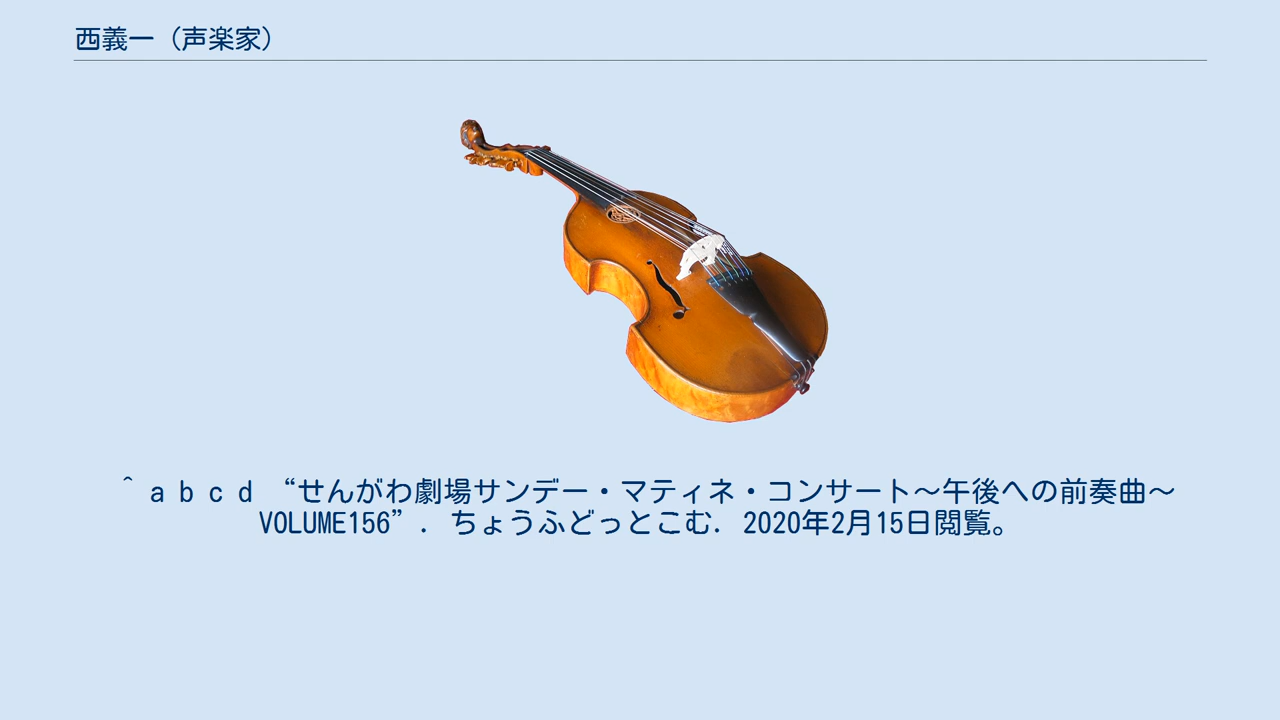 西義一（声楽家）
^ a b c d “せんがわ劇場サンデー・マティネ・コンサート～午後への前奏曲～
VOLUME156”. ちょうふどっとこむ. 2020年2月15日閲覧。